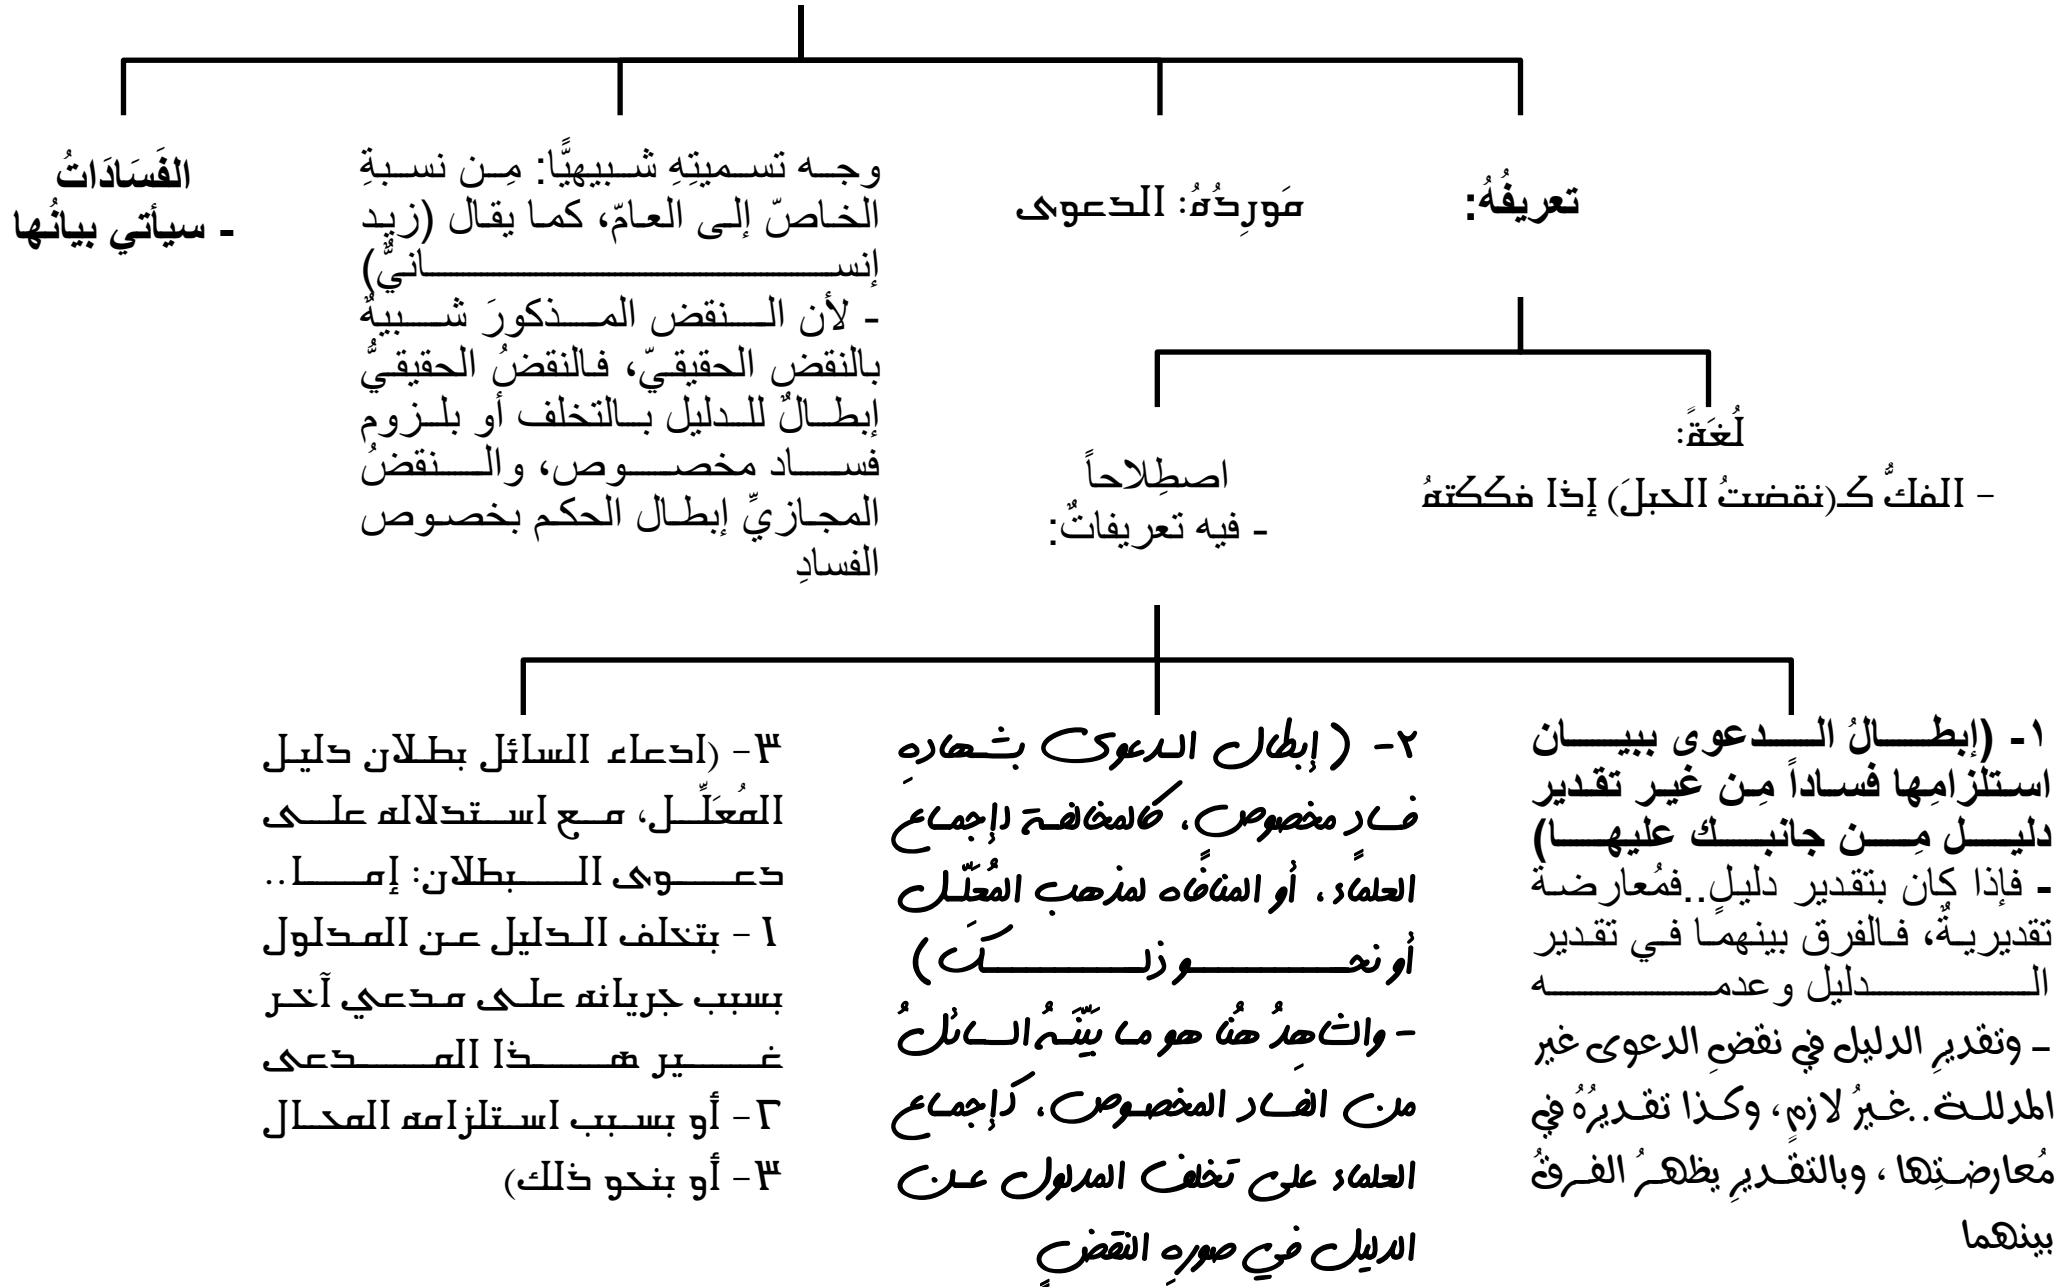 تعريفُهُ:
مَورِدُهُ: الدعوى
وجه تسميتِهِ شبيهيًّا: مِن نسبةِ
الخاصّ إلى العامّ، كما يقال (زيد
إنسانيٌّ)
- لأن النقض المذكورَ شبيهٌ
بالنقض الحقيقيّ، فالنقضُ الحقيقيُّ
إبطالٌ للدليل بالتخلف أو بلزوم
فساد مخصوص، والنقضُ
المجازيِّ إبطال الحكم بخصوص
الفسادِ
الفَسَادَاتُ
- سيأتي بيانُها
لُغَةً:
- الفكُّ كـ(نقضتُ الحبلَ) إذا فككتهُ
اصطِلاحاً
- فيه تعريفاتٌ:
١- (إبطالُ الدعوى ببيان
استلزامِها فساداً مِن غير تقدير
دليل مِن جانبك عليها)
- فإذا كان بتقدير دليلٍ..فمُعارضة
تقديريةٌ، فالفرق بينهما في تقدير
الدليل وعدمه
- وتقديرِ الدليل في نقضِ الدعوى غير
المدللة..غيرُ لازمٍ، وكذا تقديرُهُ في
مُعارضتِها، وبالتقديرِ يظهرُ الفرقُ
بينهما
٢- (إبطال الدعوى بشهادهِ
فسادٍ مخصوص، كالمخالفة لإجماع
العلماءِ، أو المنافاه لمذهب المُعَلِّل
أو نحو ذلك)
- والشاهدُ هُنا هو ما بَيَّنَهُ السائلُ
من الفساد المخصوص، كإجماع
العلماء على تخلف المدلول عن
الدليل في صورهِ النقضِ
٣- (ادعاء السائل بطلان دليل
المُعَلِّل، مع استدلاله على
دعوى البطلان: إما..
١- بتخلف الدليل عن المدلول
بسبب جريانه على مدعي آخر
غير هذا المدعى
٢- أو بسبب استلزامه المحال
٣- أو بنحو ذلك)